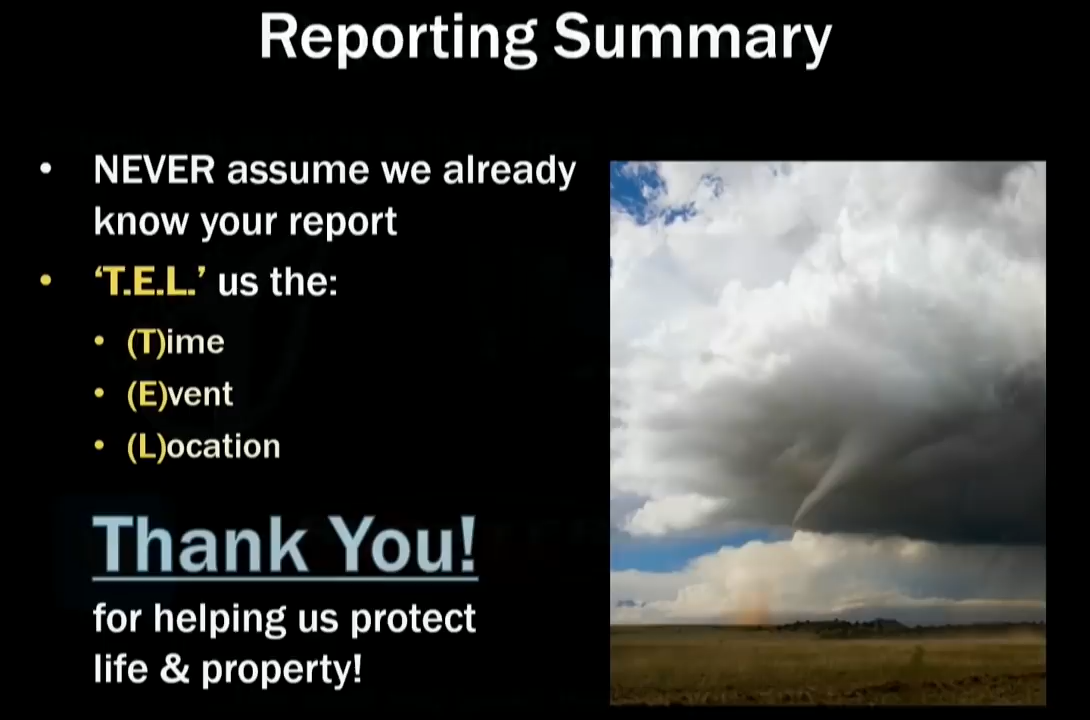 Reporting Summary
• NEVER assume we already
know your report
• ‘T.E.L.’ us the:
• (T)ime
• (E)vent
• (L)ocation
Thank You!
for helping us protect
life & property!